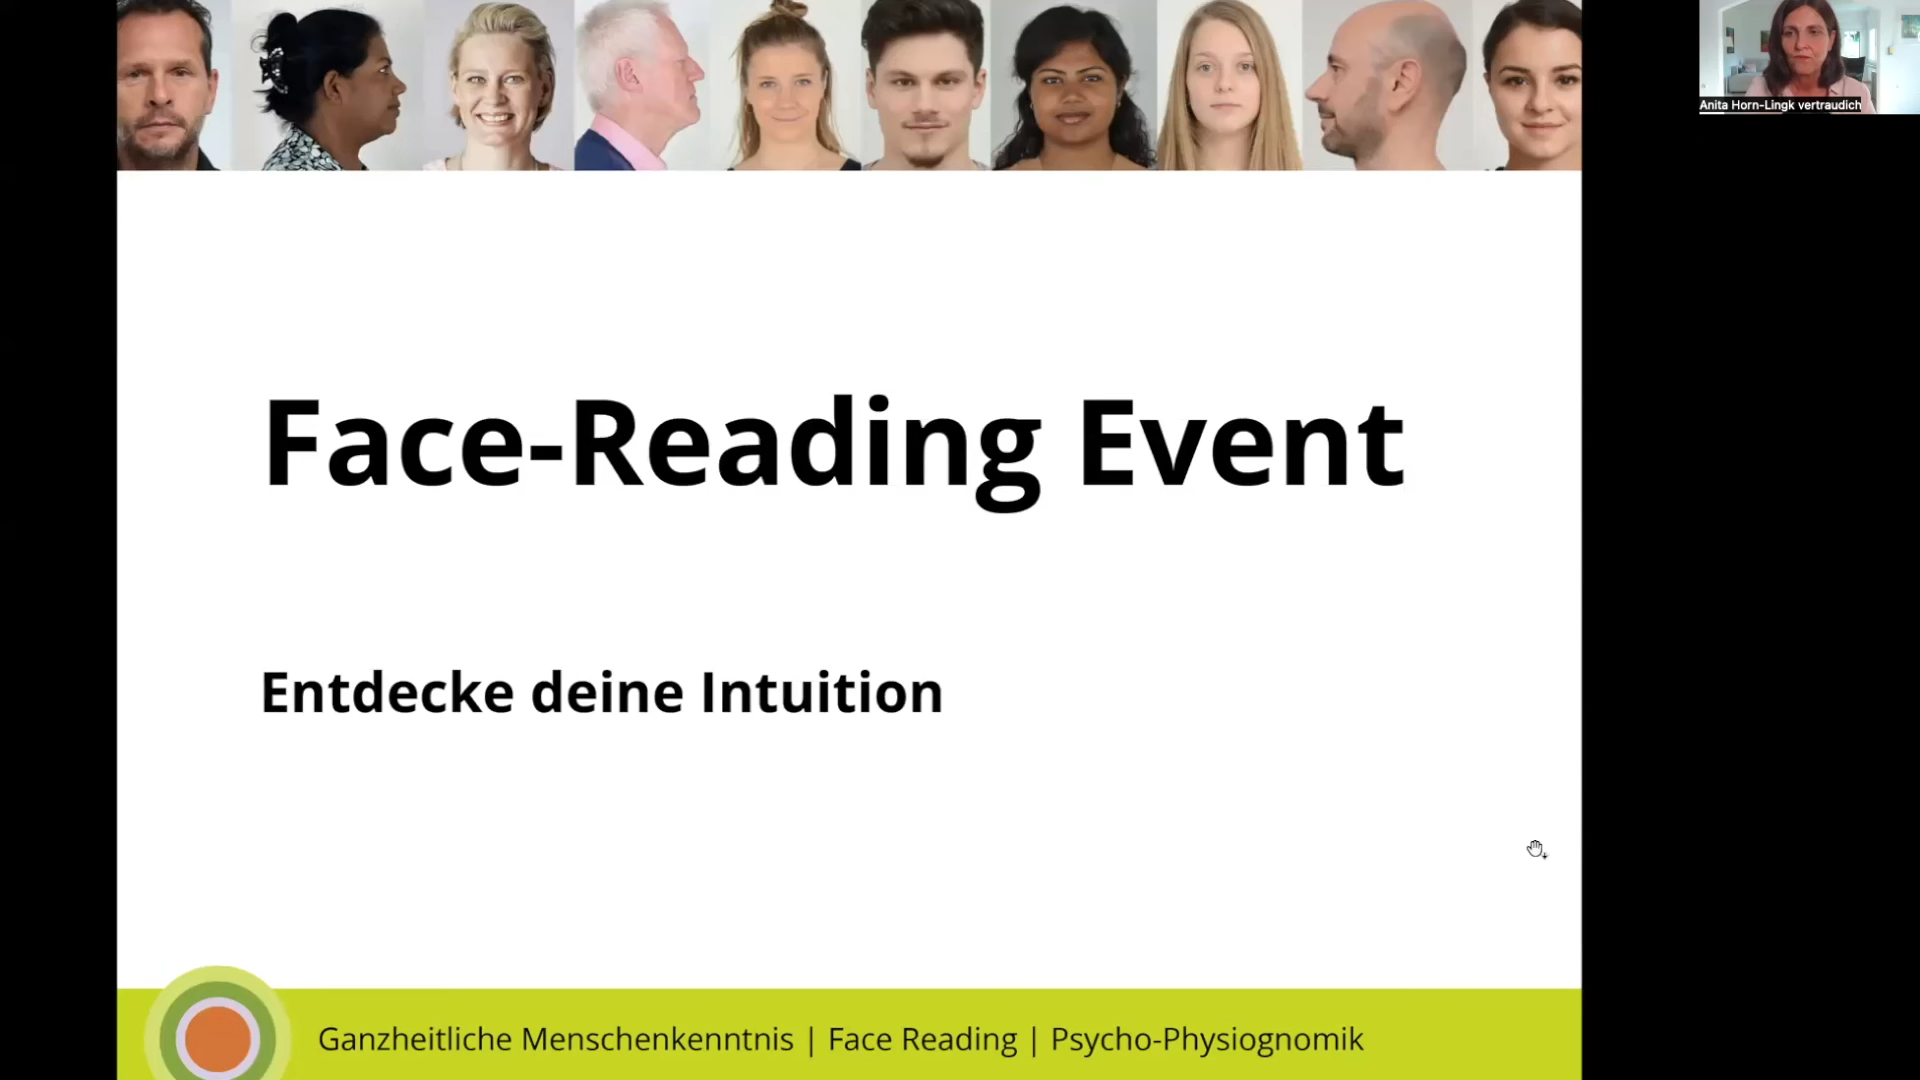 Anita Horn-Lingk vertraudich
Face-Reading Event
Entdecke deine Intuition
Ganzheitliche Menschenkenntnis | Face Reading | Psycho-Physiognomik